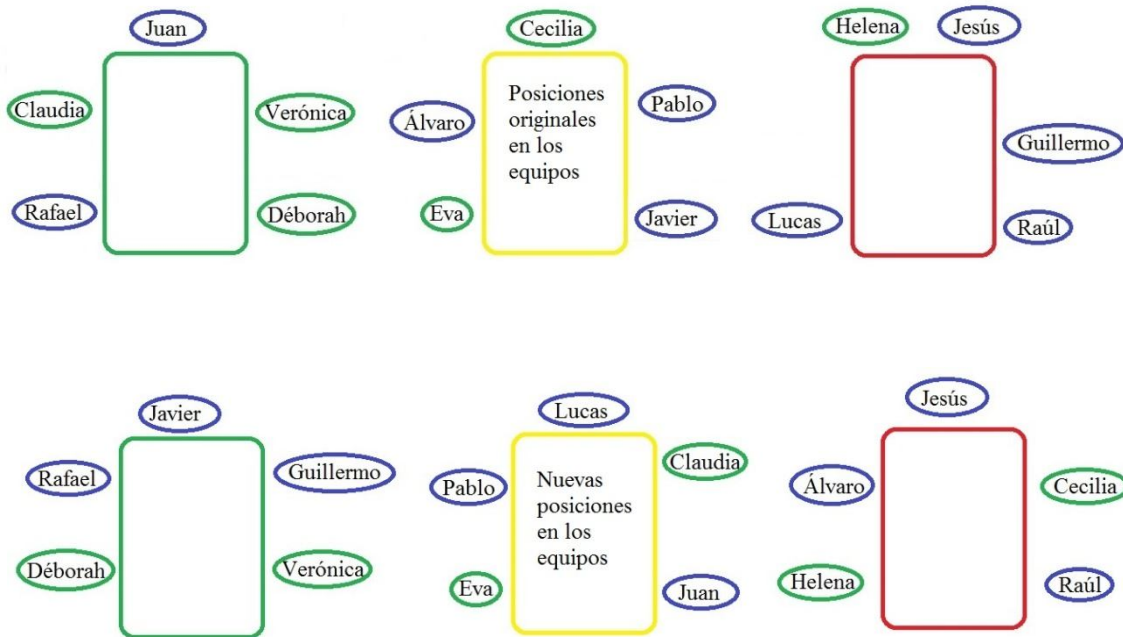 Juan
Cecilia
Helena
Jesús
Claudia
Verónica
Álvaro
Posiciones
originales
en los
equipos
Pablo
Guillermo
Rafael
Déborah
Eva
Javier
Lucas
Raúl
Javier
Lucas
Jesús
Rafael
Guillermo
Pablo
Nuevas
posiciones
en los
equipos
Claudia
Álvaro
Cecilia
Déborah
Verónica
Eva
Juan
Helena
Raúl